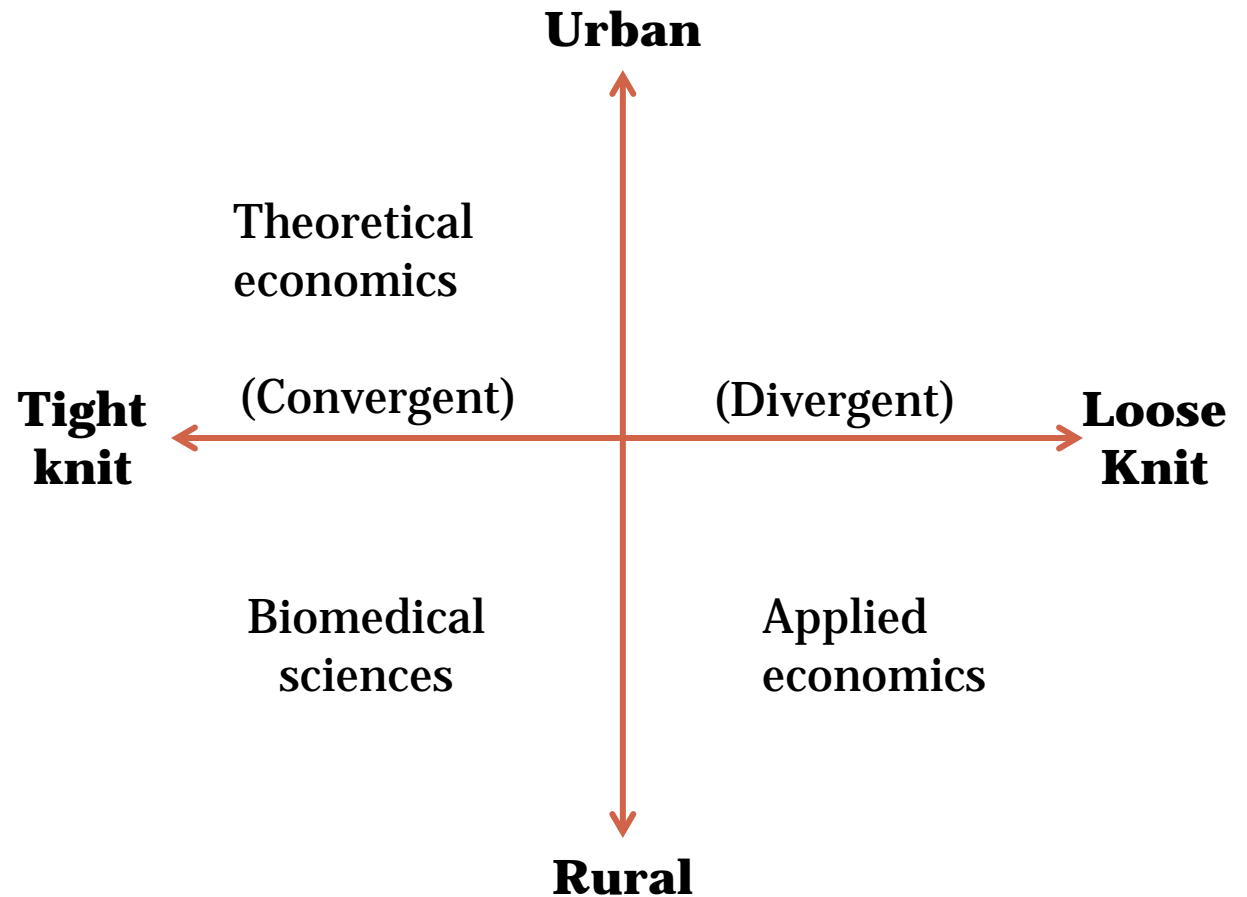 Urban
Theoretical
economics
(Convergent)
(Divergent)
Tight
knit
Loose
Knit
Biomedical
sciences
Applied
economics
Rural